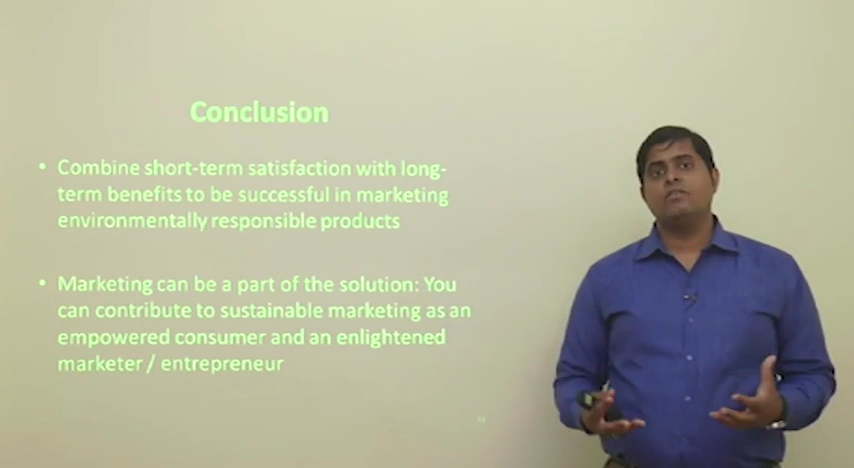 Conclusion
• Combine short-term satisfaction with long-
term benefits to be successful in marketing
environmentally responsible products
• Marketing can be a part of the solution: You
can contribute to sustainable marketing as an
empowered consumer and an enlightened
marketer / entrepreneur